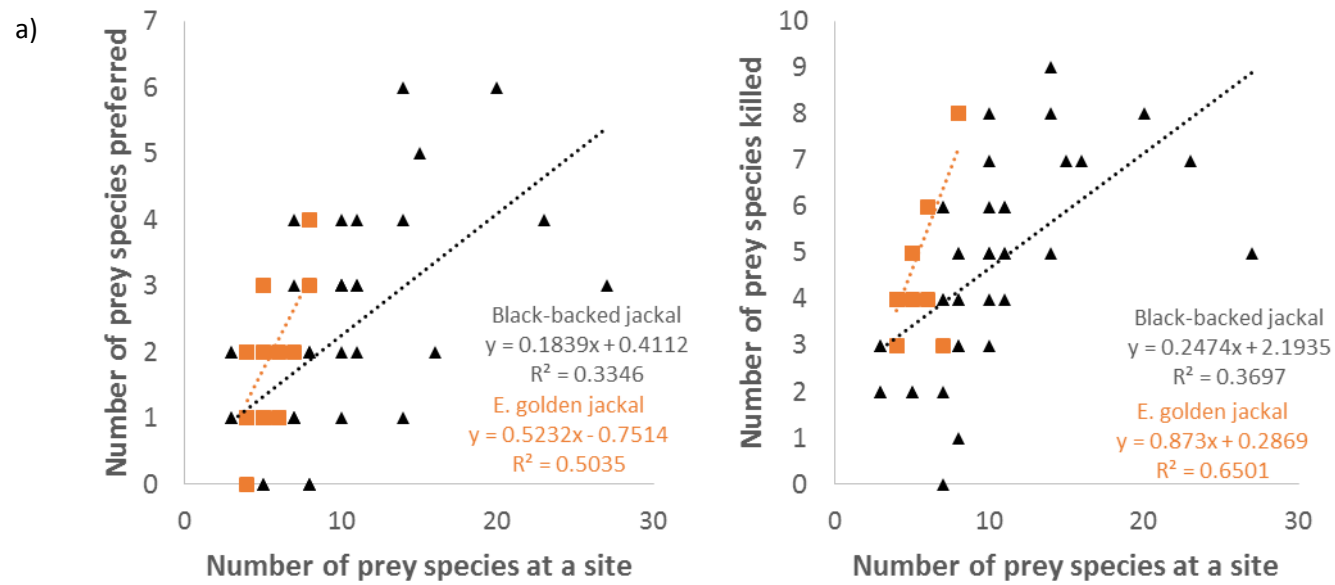 a)
Number of prey species preferred
7
6
5
4
3
2
1
0
0
10
20
30
Number of prey species at a site
Black-backed jackal
y = 0.1839x + 0.4112
R² = 0.3346
E. golden jackal
y = 0.5232x - 0.7514
R² = 0.5035
Number of prey species killed
10
9
8
7
6
5
4
3
2
1
0
0
10
20
30
Number of prey species at a site
Black-backed jackal
y = 0.2474x + 2.1935
R² = 0.3697
E. golden jackal
y = 0.873x + 0.2869
R² = 0.6501